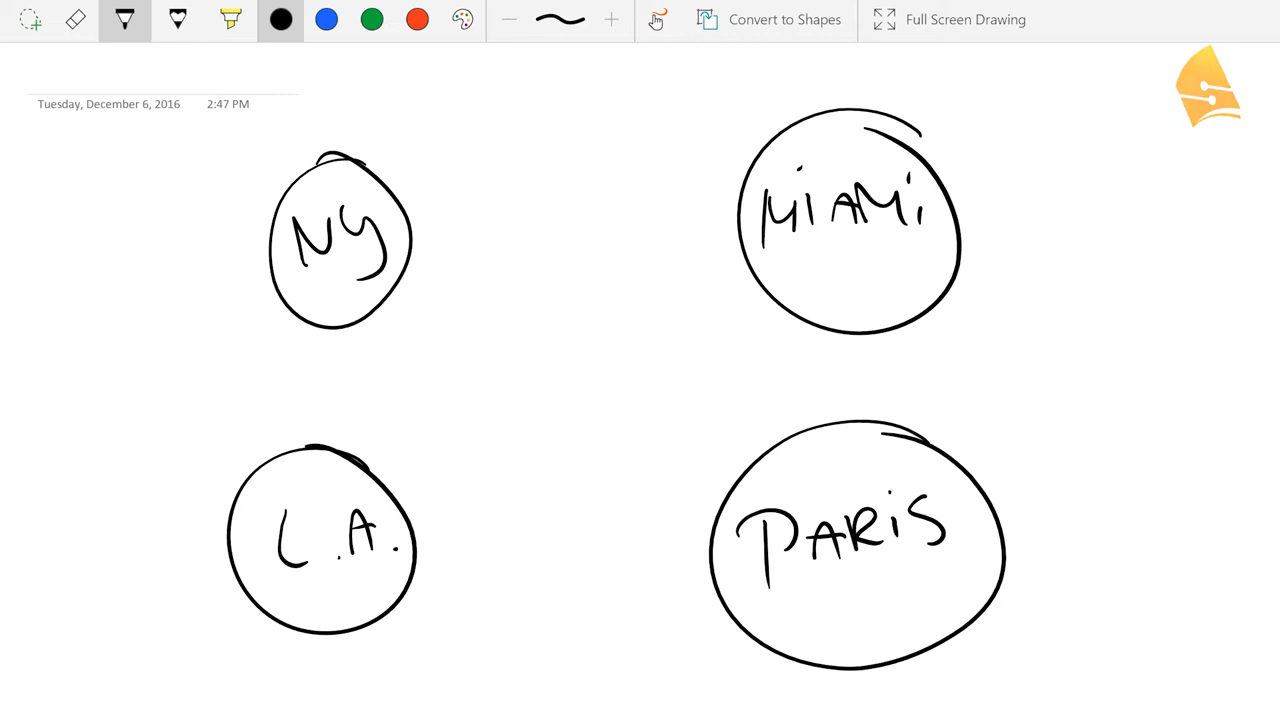 Convert to Shapes
Full Screen Drawing
Tuesday, December 6, 2016 2:47 PM
NY
MiAMi
L.A.
PARiS